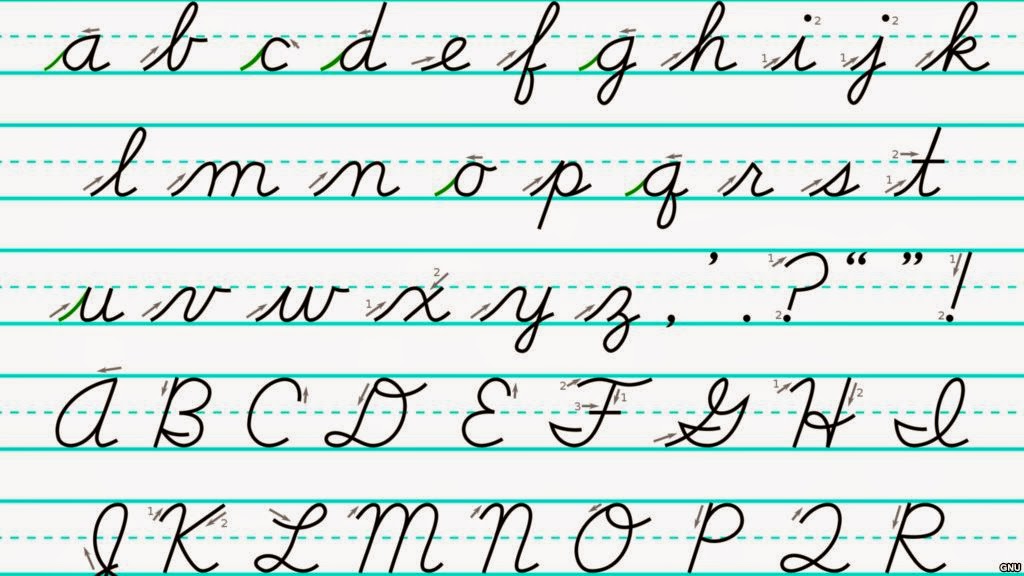 a b c d e f g h i j k
l m n o p q r s t
u v w x y z , ’ . ? “ ” !
A B C D E F G H I
J K L M N O P Q R
GNU